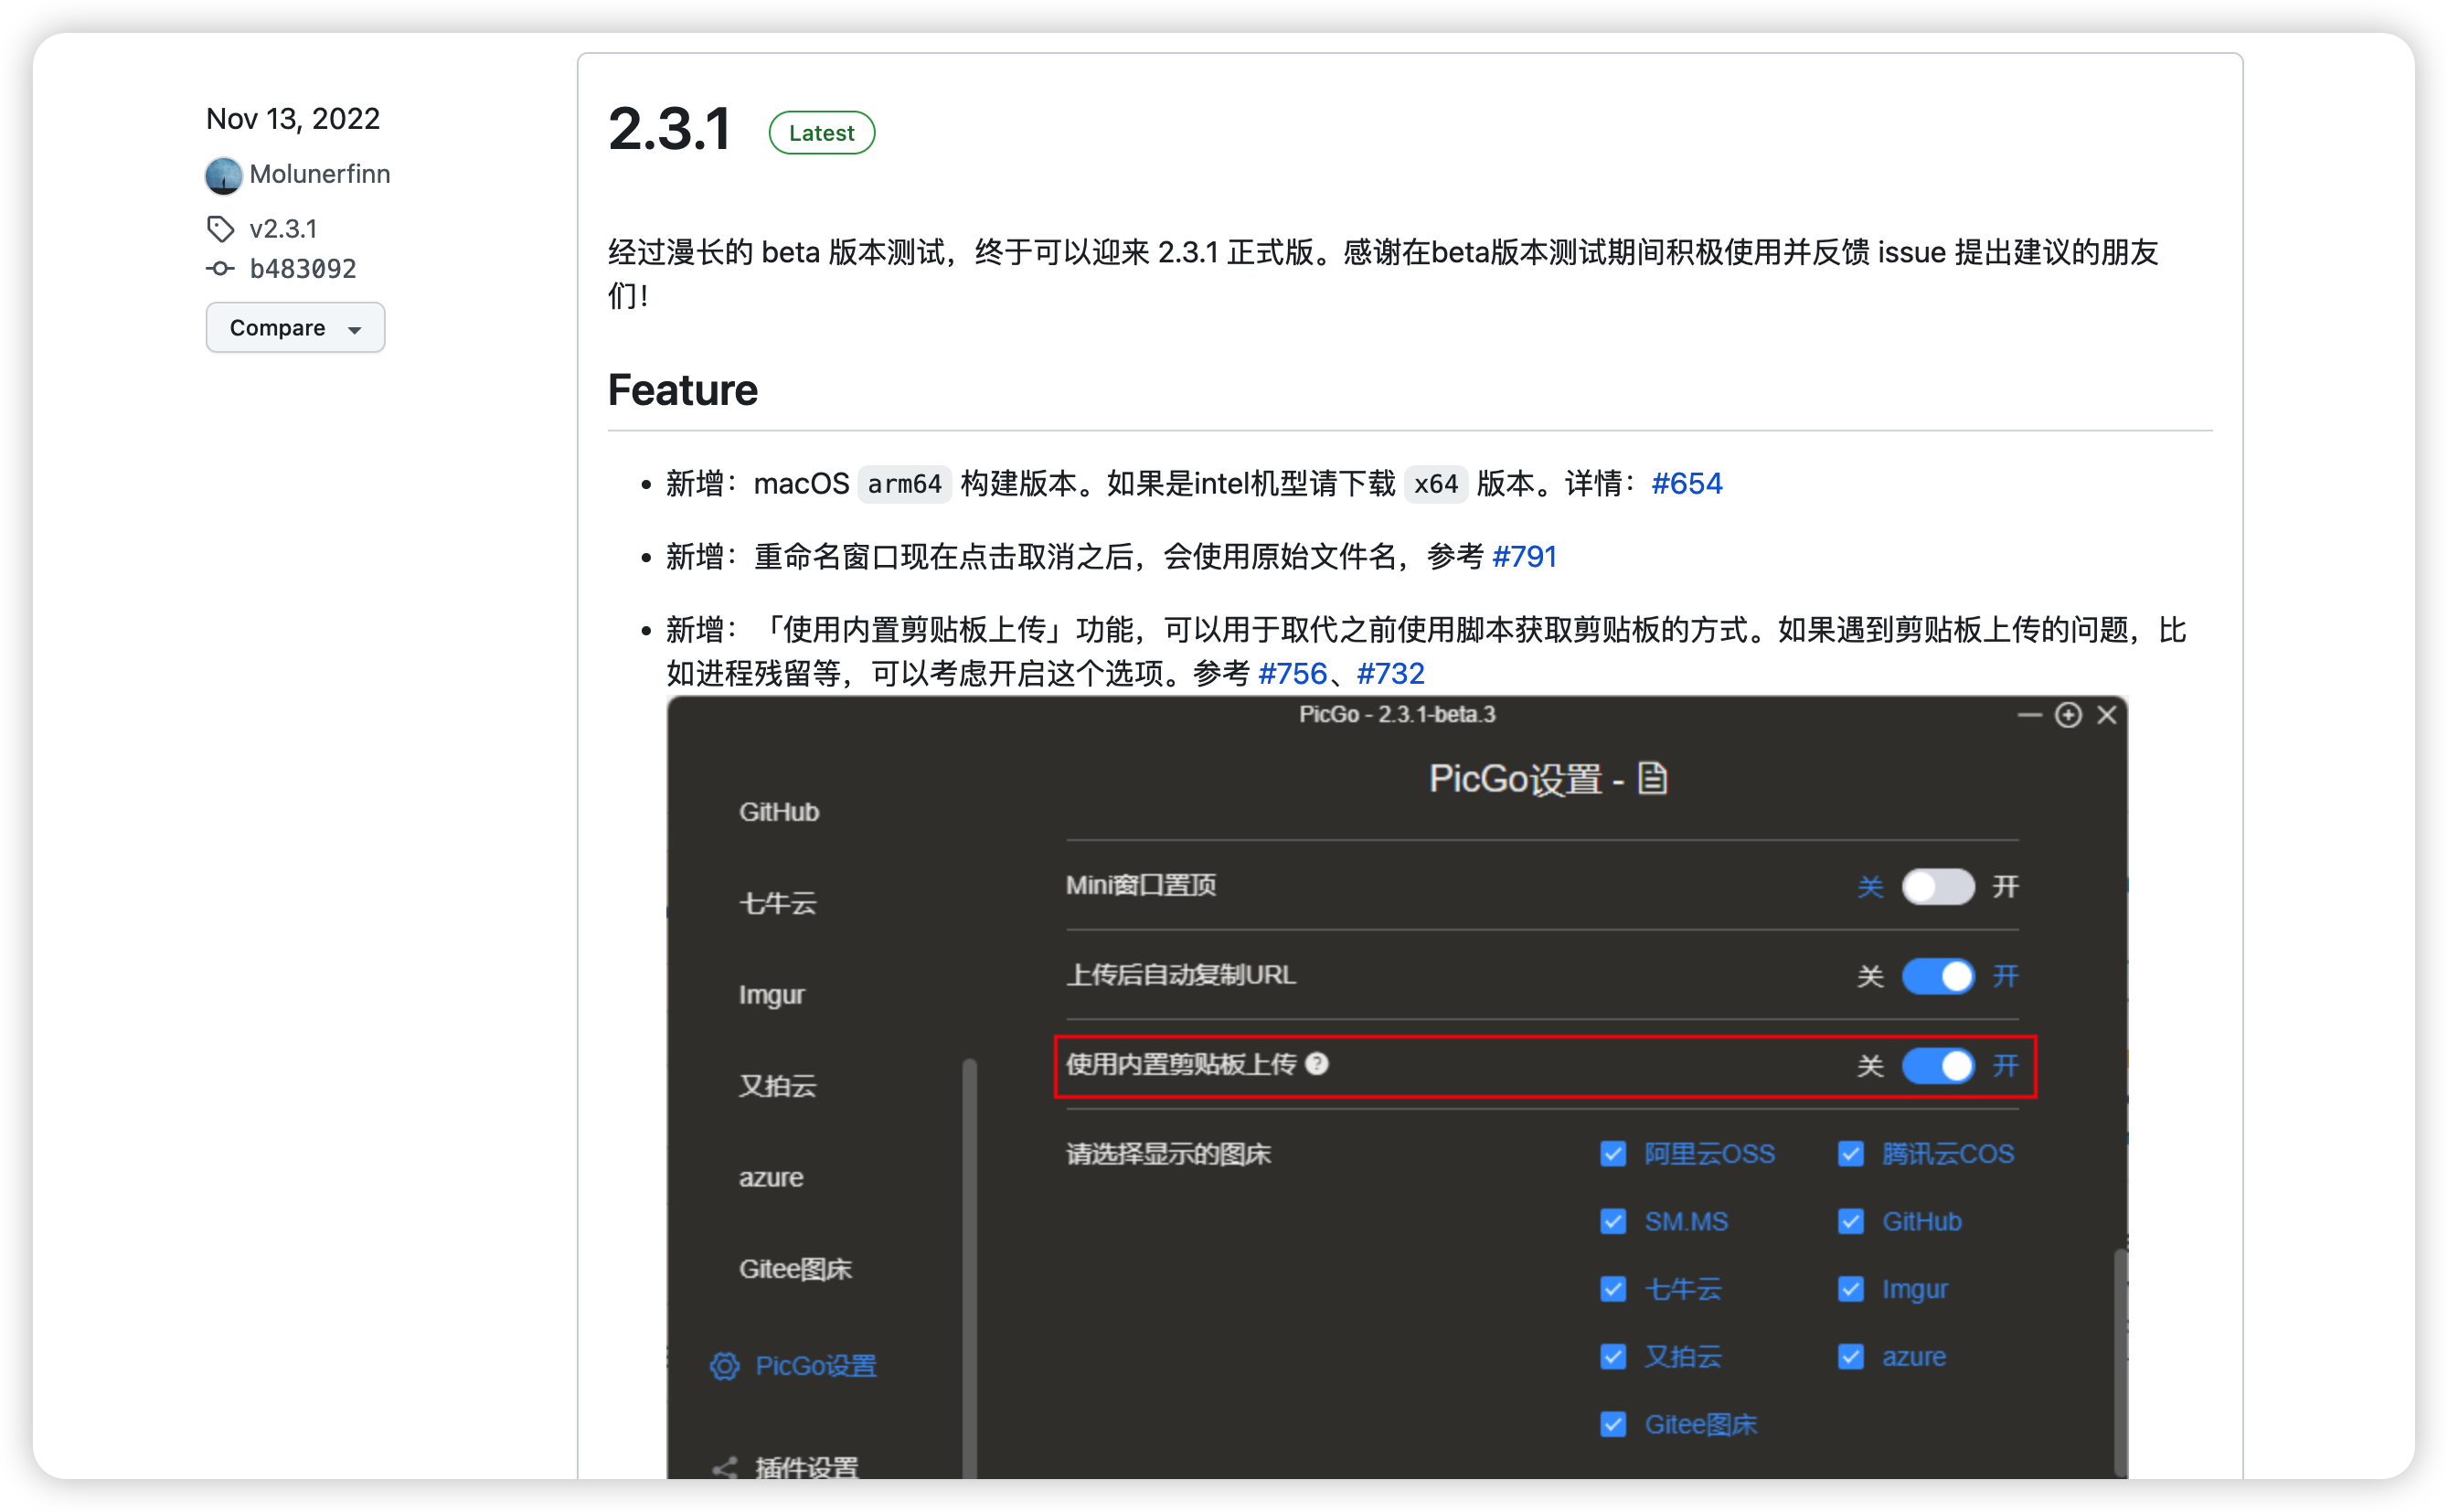 Nov 13, 2022
Molunerfinn
v2.3.1
b483092
Compare
2.3.1 Latest
经过漫长的 beta 版本测试，终于可以迎来 2.3.1 正式版。感谢在beta版本测试期间积极使用并反馈 issue 提出建议的朋友
们！
Feature
• 新增：macOS arm64 构建版本。如果是intel机型请下载 x64 版本。详情：#654
• 新增：重命名窗口现在点击取消之后，会使用原始文件名，参考 #791
• 新增：「使用内置剪贴板上传」功能，可以用于取代之前使用脚本获取剪贴板的方式。如果遇到剪贴板上传的问题，比
如进程残留等，可以考虑开启这个选项。参考 #756、#732
PicGo - 2.3.1-beta.3
PicGo设置 -
GitHub
七牛云
Imgur
又拍云
azure
Gitee图床
PicGo设置
插件设置
Mini窗口置顶 关 开
上传后自动复制URL 关 开
使用内置剪贴板上传 ? 关 开
请选择显示的图床 阿里云OSS 腾讯云COS
SM.MS GitHub
七牛云 Imgur
又拍云 azure
Gitee图床